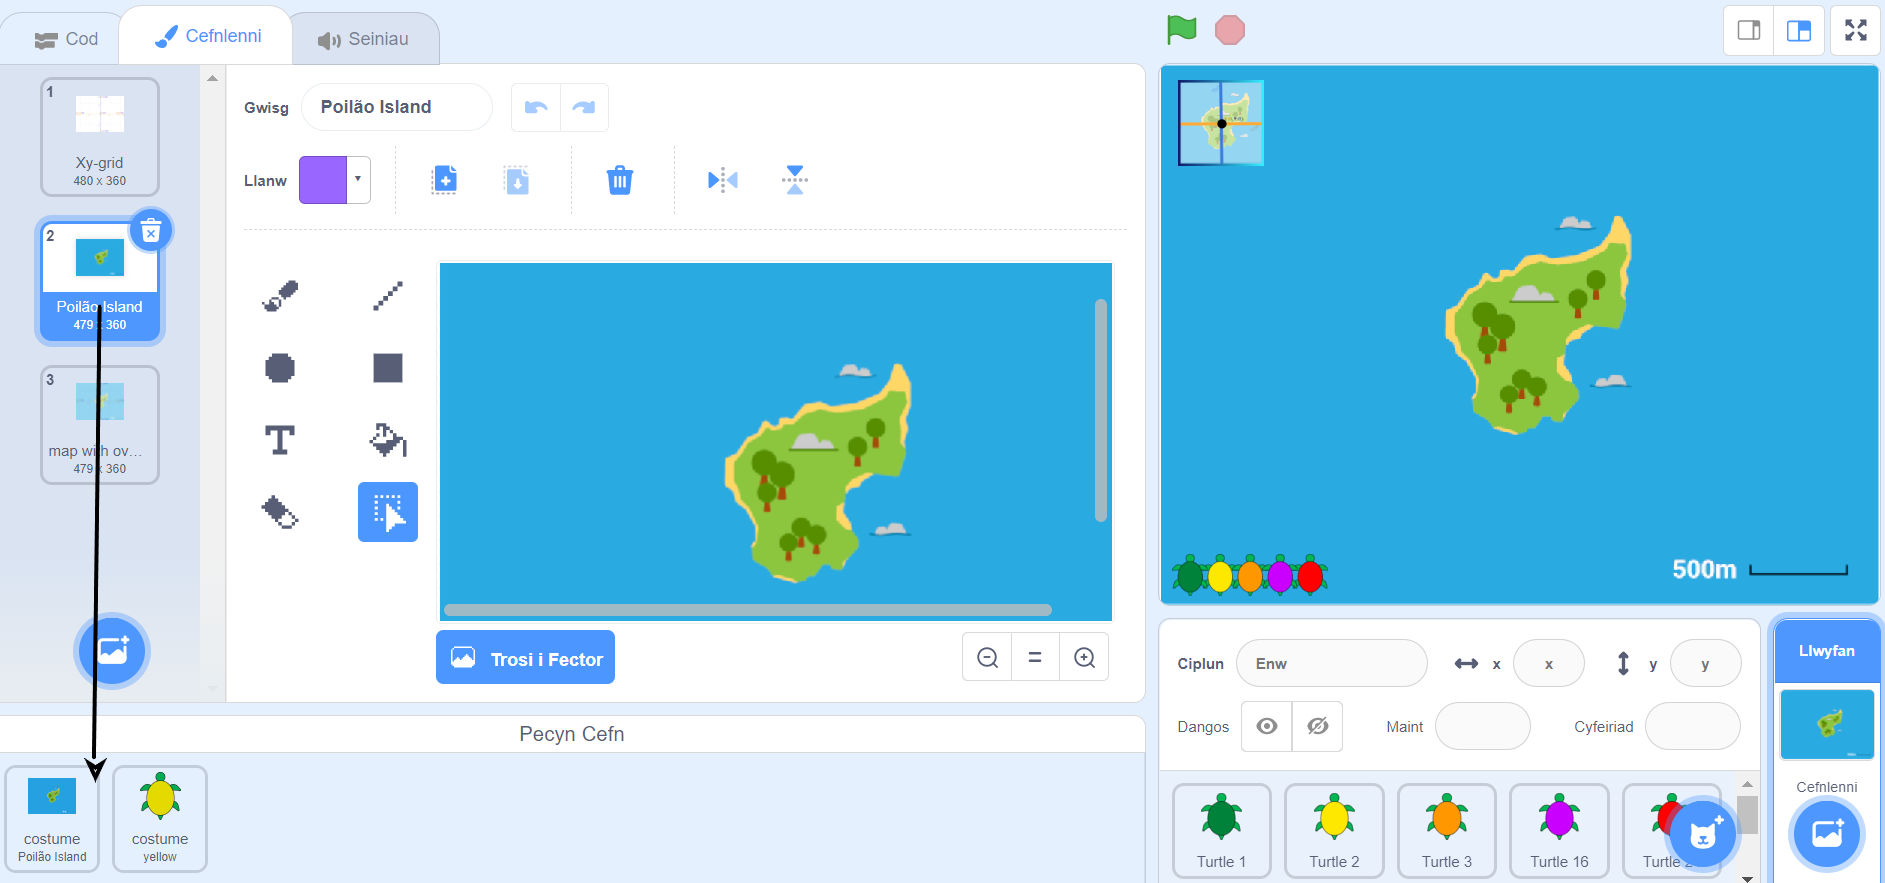 Cod
Cefnlenni
Seiniau
1
Xy-grid
480 x 360
2
Poilão Island
479 x 360
3
map with ov...
479 x 360
Gwisg
Poilão Island
Llanw
Trosi i Fector
=
Pecyn Cefn
costume
Poilão Island
costume
yellow
500m
Ciplun
Enw
x
x
y
y
Dangos
Maint
Cyfeiriad
Turtle 1
Turtle 2
Turtle 3
Turtle 16
Turtle
Llwyfan
Cefnlenni